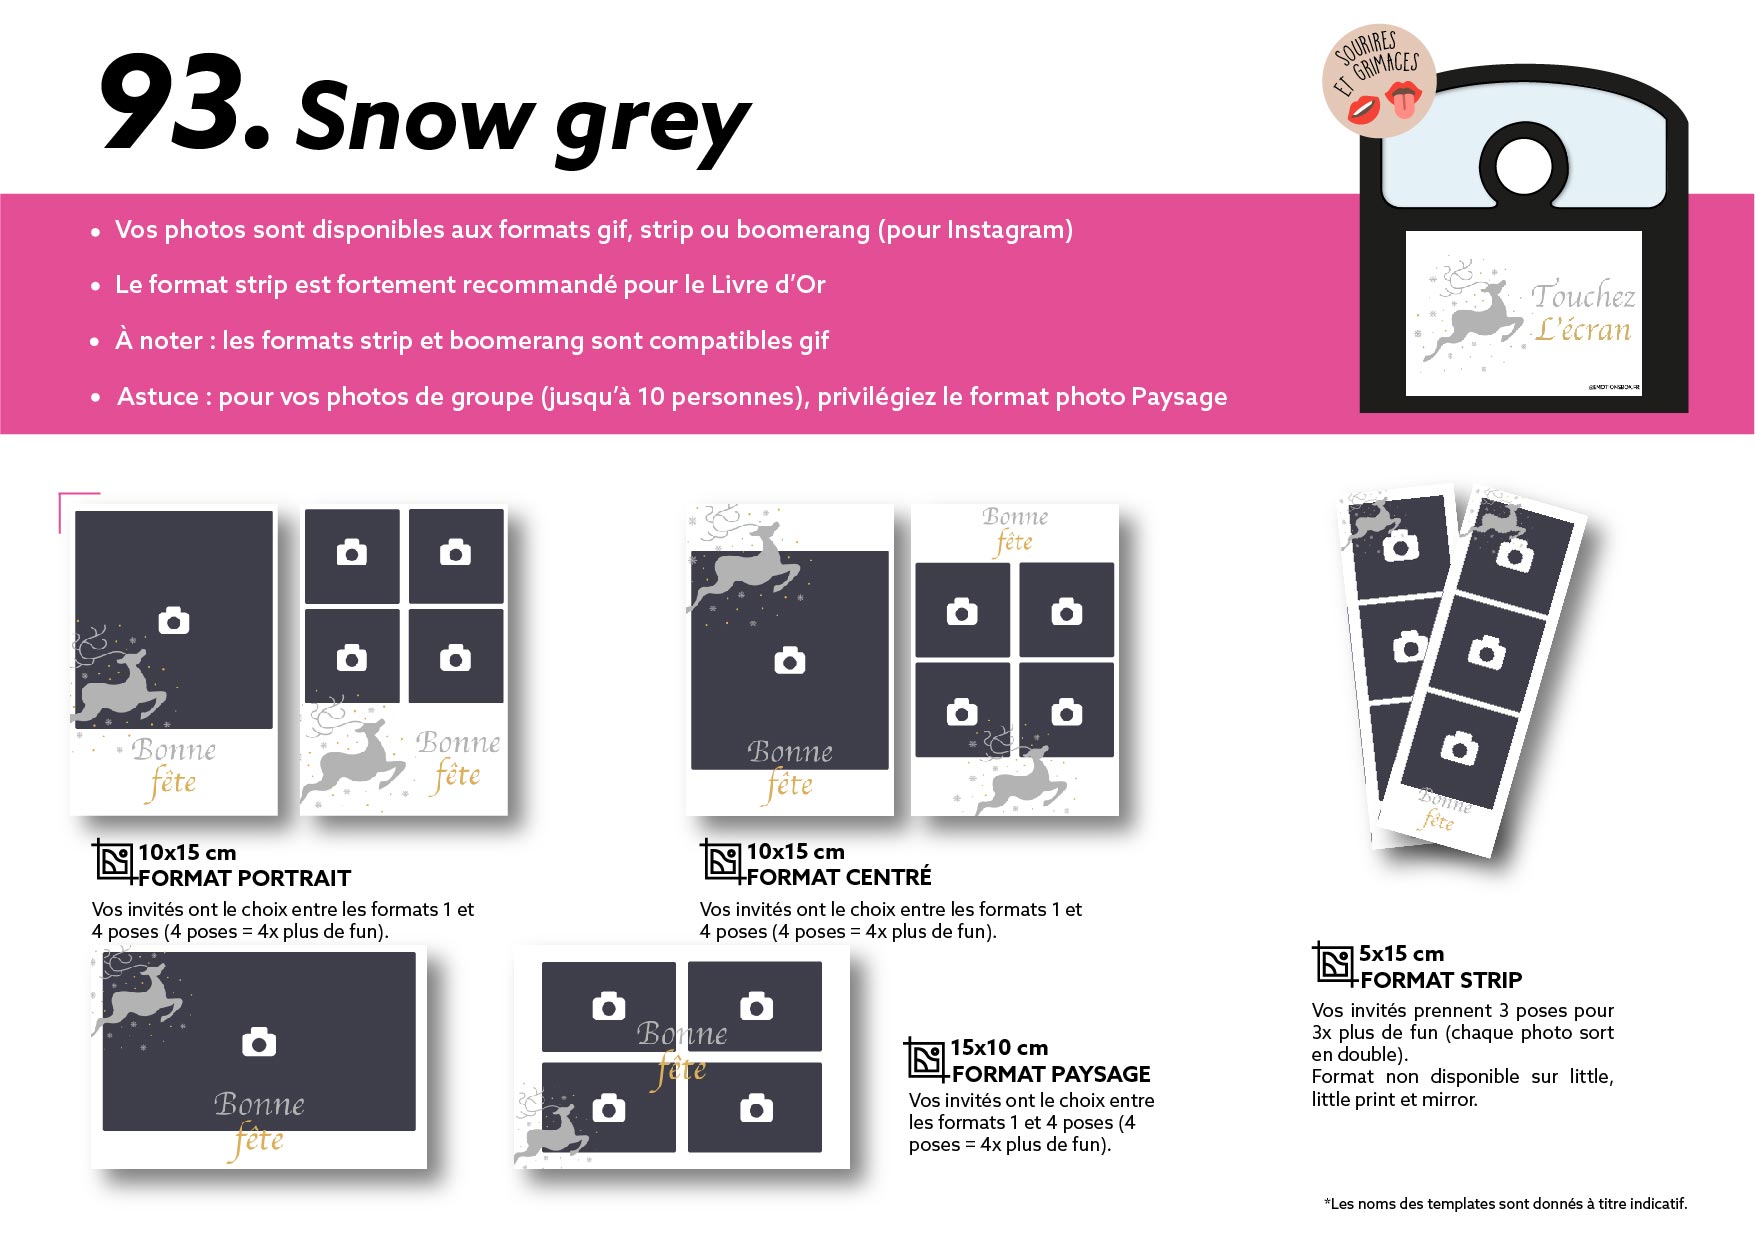 93. Snow grey
SOURIRES
ET GRIMACES
• Vos photos sont disponibles aux formats gif, strip ou boomerang (pour Instagram)
• Le format strip est fortement recommandé pour le Livre d’Or
• À noter : les formats strip et boomerang sont compatibles gif
• Astuce : pour vos photos de groupe (jusqu’à 10 personnes), privilégiez le format photo Paysage
Touchez
L'écran
@EMOTIONSBOX.FR
Bonne
fête
Bonne
fête
10x15 cm
FORMAT PORTRAIT
Vos invités ont le choix entre les formats 1 et
4 poses (4 poses = 4x plus de fun).
Bonne
fête
Bonne
fête
10x15 cm
FORMAT CENTRÉ
Vos invités ont le choix entre les formats 1 et
4 poses (4 poses = 4x plus de fun).
Bonne
fête
5x15 cm
FORMAT STRIP
Vos invités prennent 3 poses pour
3x plus de fun (chaque photo sort
en double).
Format non disponible sur little,
little print et mirror.
Bonne
fête
Bonne
fête
15x10 cm
FORMAT PAYSAGE
Vos invités ont le choix entre
les formats 1 et 4 poses (4
poses = 4x plus de fun).
*Les noms des templates sont donnés à titre indicatif.